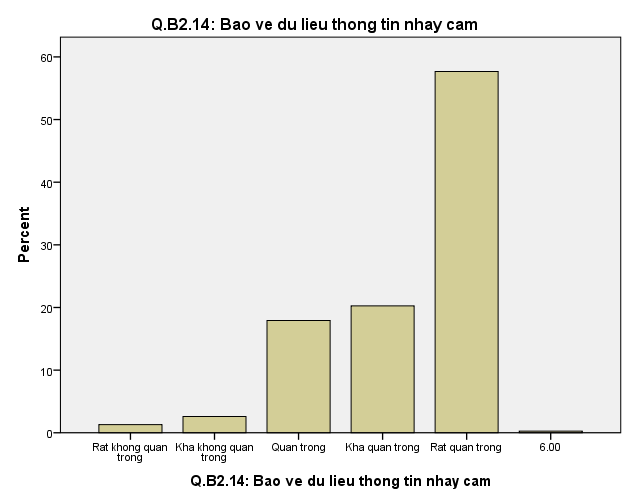 Q.B2.14: Bao ve du lieu thong tin nhay cam
60
50
40
30
20
10
0
Percent
Rat khong quan
trong
Kha khong quan
trong
Quan trong
Kha quan trong
Rat quan trong
6.00
Q.B2.14: Bao ve du lieu thong tin nhay cam